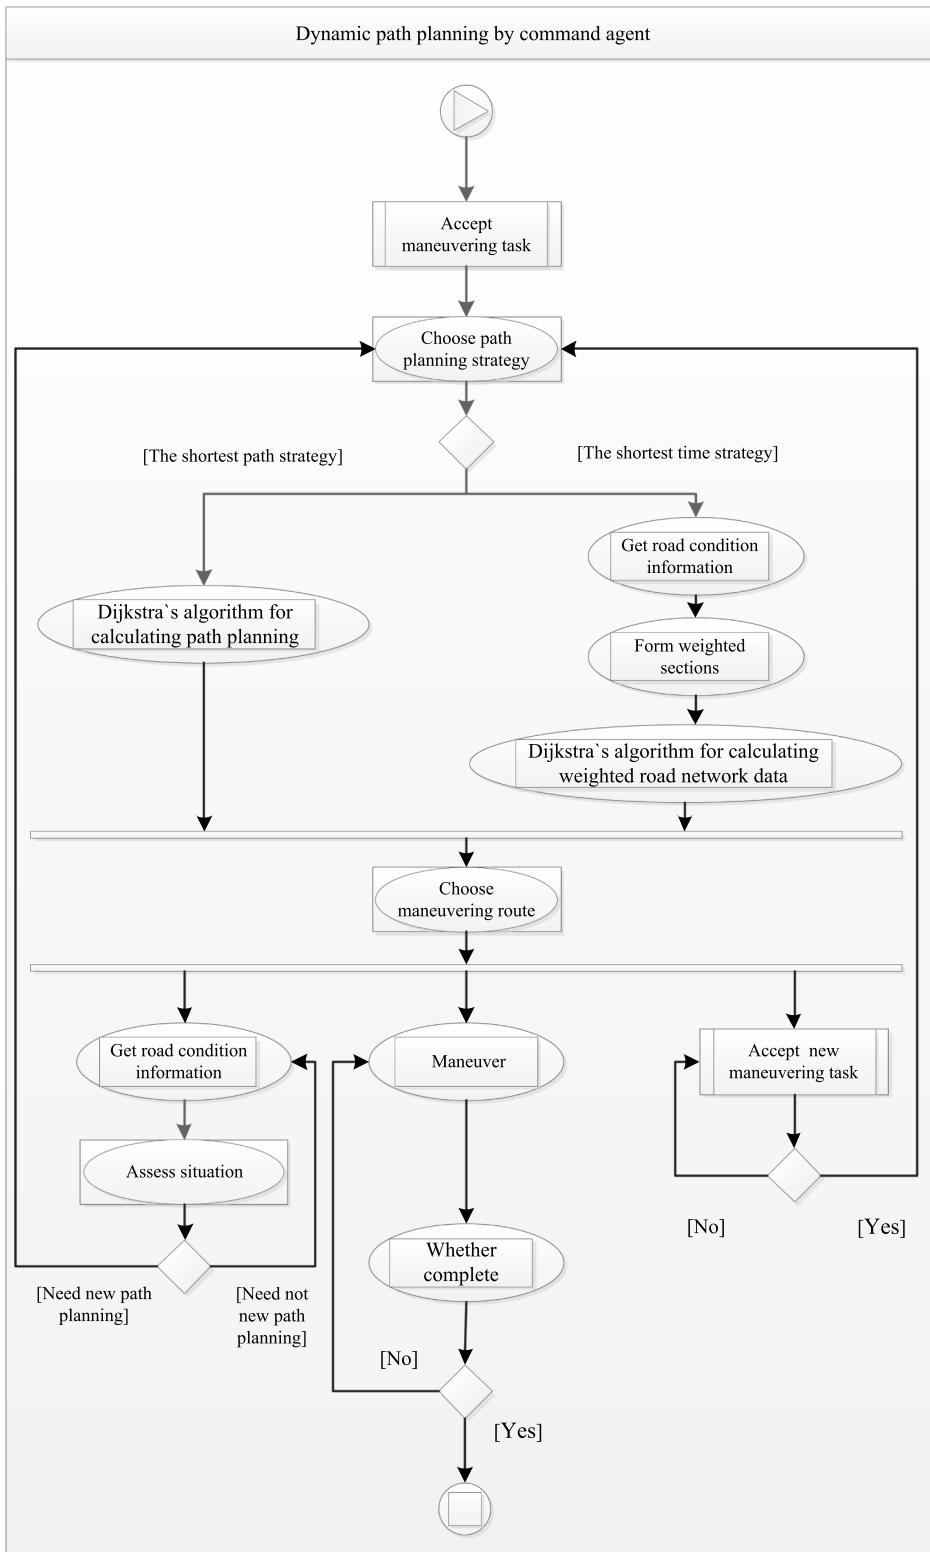 Dynamic path planning by command agent
Accept
maneuvering task
Choose path
planning strategy
[The shortest path strategy]
[The shortest time strategy]
Get road condition
information
Dijkstra`s algorithm for
calculating path planning
Form weighted
sections
Dijkstra`s algorithm for calculating
weighted road network data
Choose
maneuvering route
Get road condition
information
Maneuver
Accept new
maneuvering task
Assess situation
[No]
[Yes]
Whether
complete
[Need new path
planning]
[Need not
new path
planning]
[No]
[Yes]